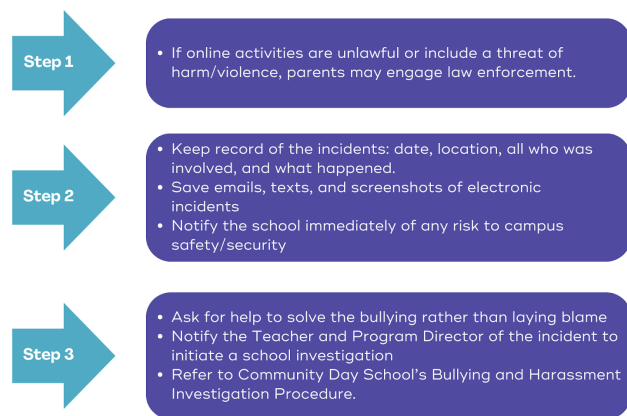 Step 1
• If online activities are unlawful or include a threat of
harm/violence, parents may engage law enforcement.
Step 2
• Keep record of the incidents: date, location, all who was
involved, and what happened.
• Save emails, texts, and screenshots of electronic
incidents
• Notify the school immediately of any risk to campus
safety/security
Step 3
• Ask for help to solve the bullying rather than laying blame
• Notify the Teacher and Program Director of the incident to
initiate a school investigation
• Refer to Community Day School’s Bullying and Harassment
Investigation Procedure.